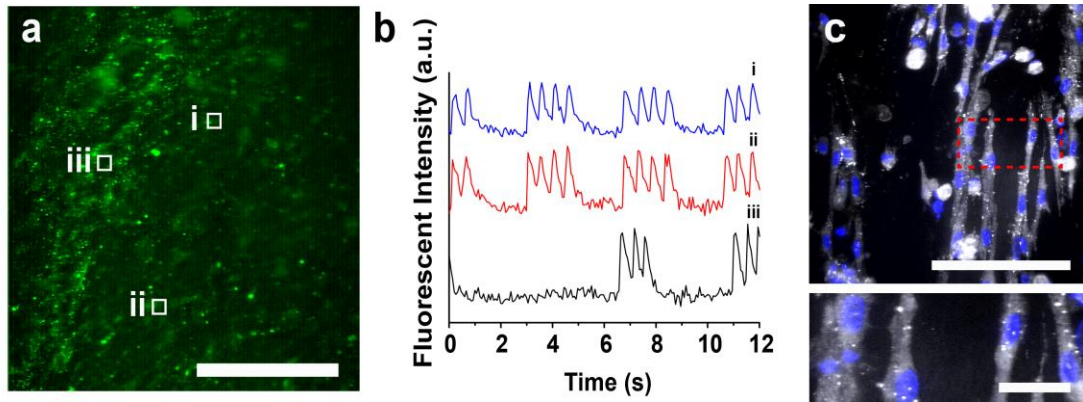 a
i
iii
ii
b
Fluorescent Intensity (a.u.)
i
ii
iii
0 2 4 6 8 10 12
Time (s)
c